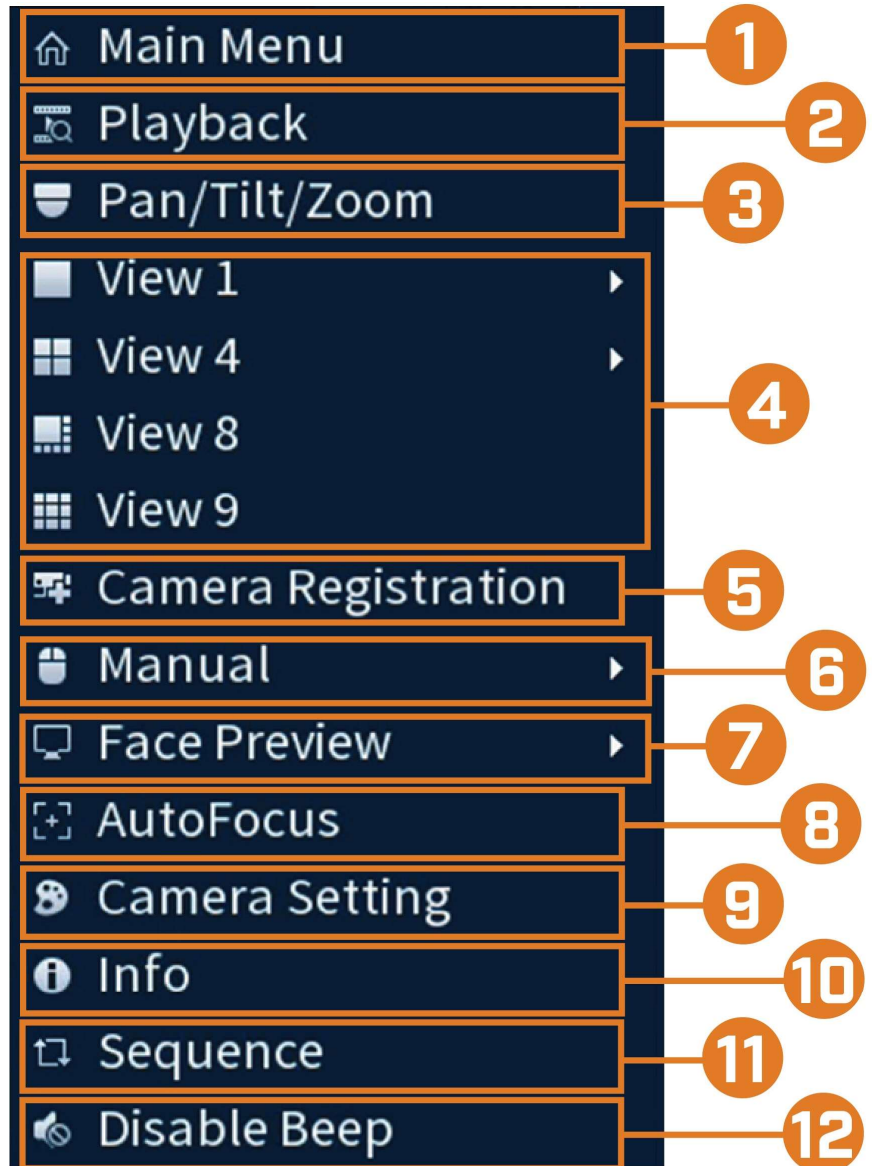 Main Menu 1
Playback 2
Pan/Tilt/Zoom 3
View 1
View 4
4
View 8
View 9
Camera Registration 5
Manual 6
Face Preview 7
AutoFocus 8
Camera Setting 9
Info 10
Sequence 11
Disable Beep 12